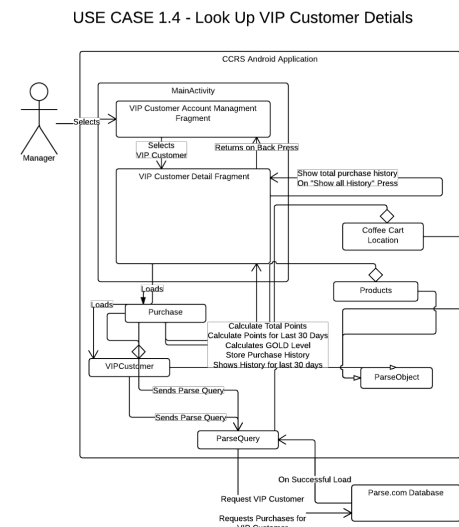 USE CASE 1.4 - Look Up VIP Customer Detials
CCRS Android Application
MainActivity
VIP Customer Account Managment
Fragment
Selects
Manager
Selects
VIP Customer
Returns on Back Press
VIP Customer Detail Fragment
Show total purchase history
On "Show all History" Press
Coffee Cart
Location
Products
Loads
Loads
Purchase
Calculate Total Points
Calculate Points for Last 30 Days
Calculates GOLD Level
Store Purchase History
Shows History for last 30 days
VIPCustomer
ParseObject
Sends Parse Query
Sends Parse Query
ParseQuery
On Successful Load
Request VIP Customer
Parse.com Database
Requests Purchases for
VIP Customer